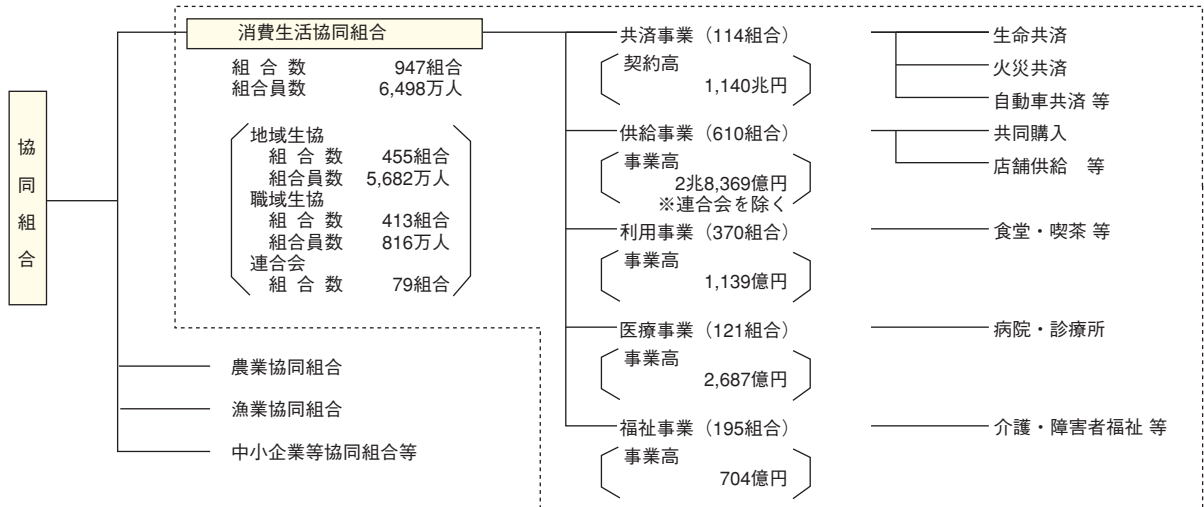 協同組合
消費生活協同組合
組合数 947組合
組合員数 6,498万人
地域生協
組合数 455組合
組合員数 5,682万人
職域生協
組合数 413組合
組合員数 816万人
連合会
組合数 79組合
農業協同組合
漁業協同組合
中小企業等協同組合等
共済事業（114組合）
契約高
1,140兆円
供給事業（610組合）
事業高
2兆8,369億円
※連合会を除く
利用事業（370組合）
事業高
1,139億円
医療事業（121組合）
事業高
2,687億円
福祉事業（195組合）
事業高
704億円
生命共済
火災共済
自動車共済 等
共同購入
店舗供給 等
食堂・喫茶 等
病院・診療所
介護・障害者福祉 等